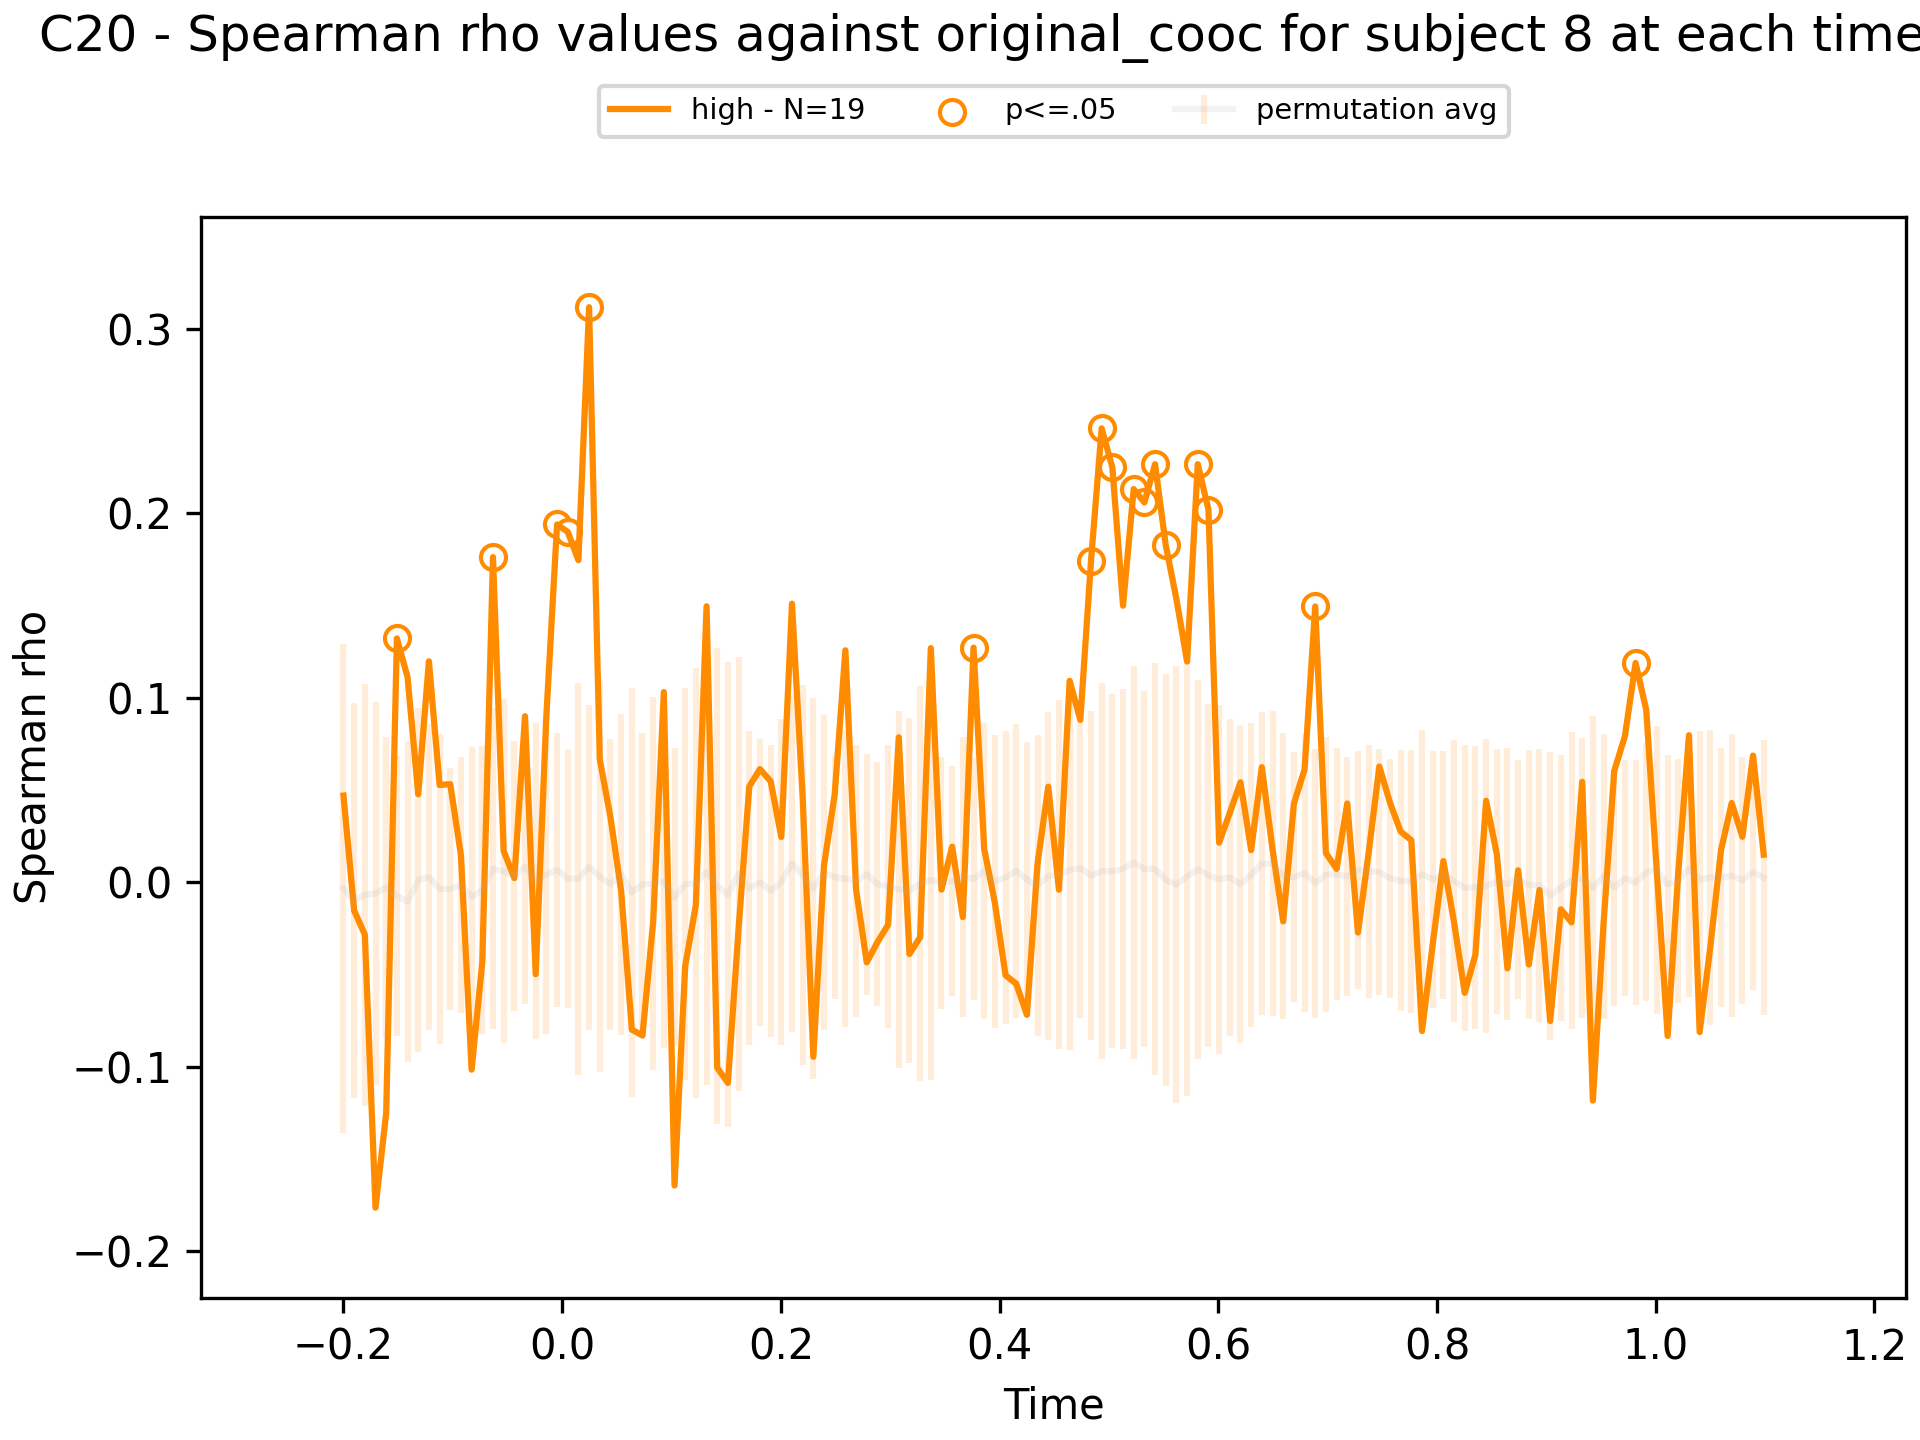 C20 - Spearman rho values against original_cooc for subject 8 at each time
high - N=19 p<=.05 permutation avg
Spearman rho
0.3
0.2
0.1
0.0
−0.1
−0.2
−0.2 0.0 0.2 0.4 0.6 0.8 1.0 1.2
Time